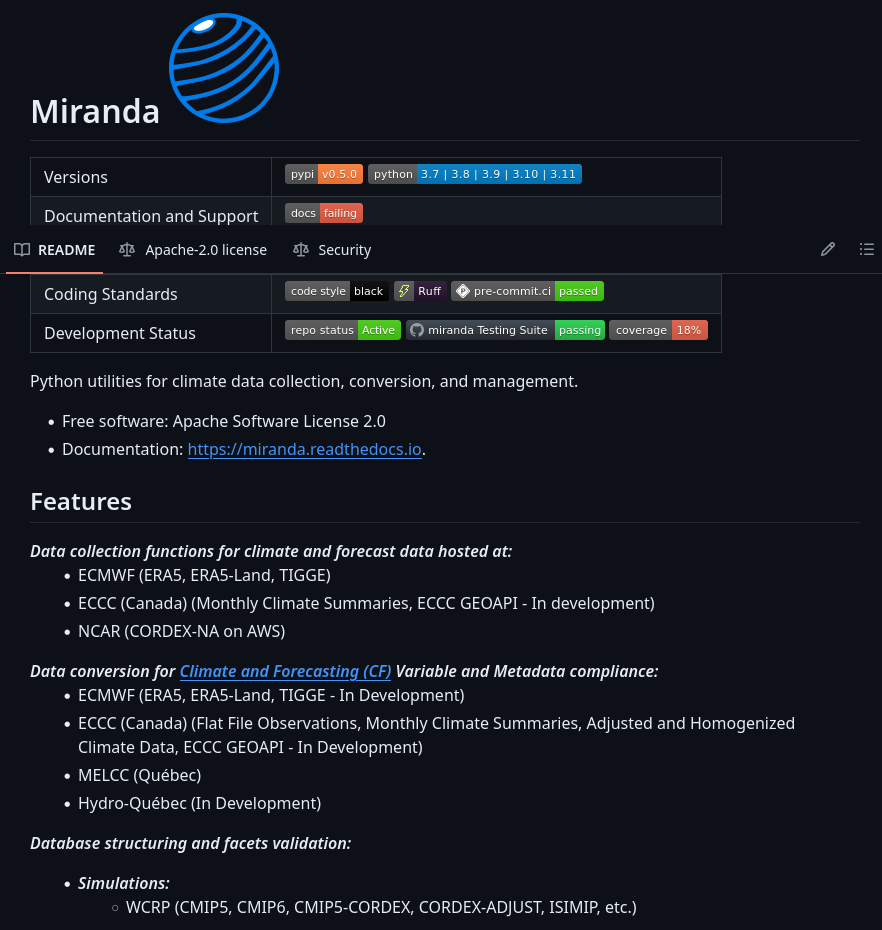 Miranda
Versions
pypi v0.5.0 python 3.7 | 3.8 | 3.9 | 3.10 | 3.11
Documentation and Support
docs failing
README Apache-2.0 license Security
Coding Standards
code style black Ruff pre-commit.ci passed
Development Status
repo status Active miranda Testing Suite passing coverage 18%
Python utilities for climate data collection, conversion, and management.
• Free software: Apache Software License 2.0
• Documentation: https://miranda.readthedocs.io.
Features
Data collection functions for climate and forecast data hosted at:
• ECMWF (ERA5, ERA5-Land, TIGGE)
• ECCC (Canada) (Monthly Climate Summaries, ECCC GEOAPI - In development)
• NCAR (CORDEX-NA on AWS)
Data conversion for Climate and Forecasting (CF) Variable and Metadata compliance:
• ECMWF (ERA5, ERA5-Land, TIGGE - In Development)
• ECCC (Canada) (Flat File Observations, Monthly Climate Summaries, Adjusted and Homogenized
Climate Data, ECCC GEOAPI - In Development)
• MELCC (Québec)
• Hydro-Québec (In Development)
Database structuring and facets validation:
• Simulations:
◦ WCRP (CMIP5, CMIP6, CMIP5-CORDEX, CORDEX-ADJUST, ISIMIP, etc.)